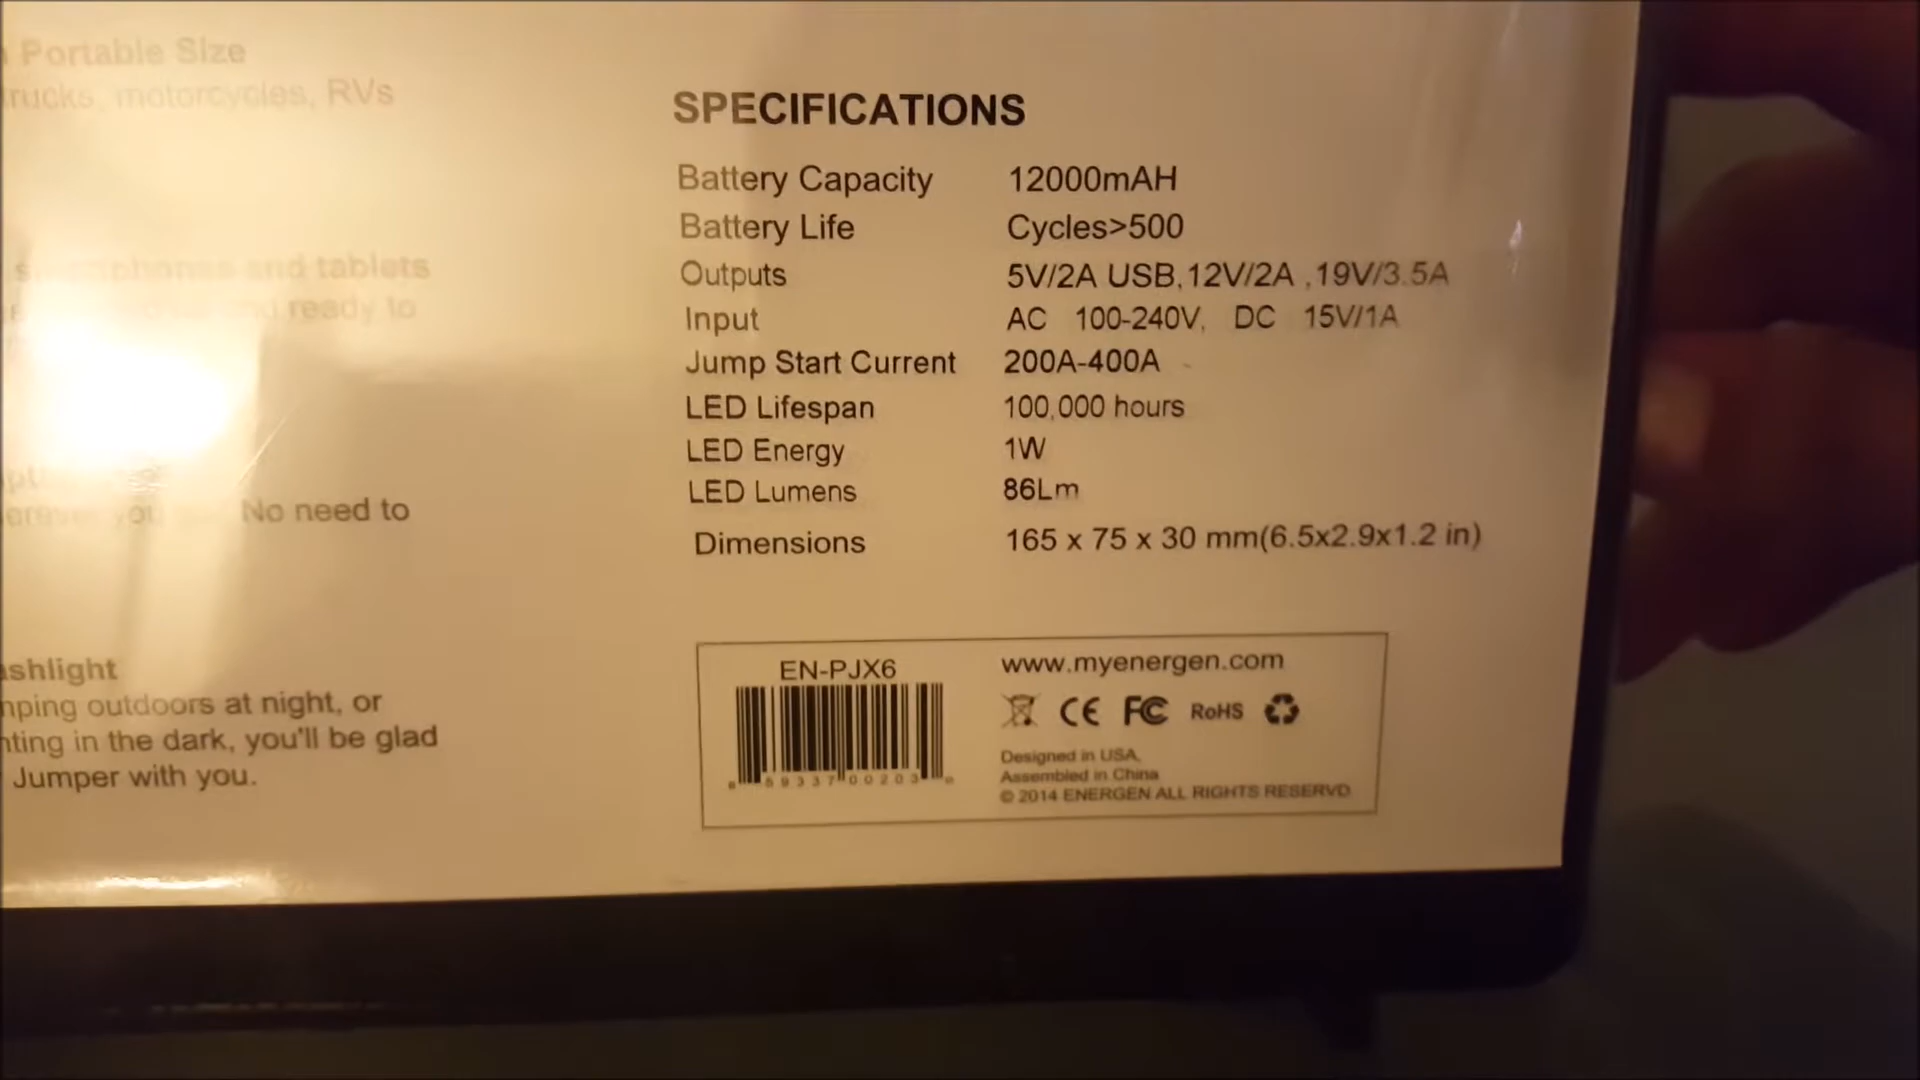 Portable Size
trucks, motorcycles, RVs
smartphones and tablets
and ready to
No need to
ashlight
mping outdoors at night, or
nting in the dark, you'll be glad
Jumper with you.
SPECIFICATIONS
Battery Capacity 12000mAH
Battery Life Cycles>500
Outputs 5V/2A USB,12V/2A ,19V/3.5A
Input AC 100-240V, DC 15V/1A
Jump Start Current 200A-400A
LED Lifespan 100,000 hours
LED Energy 1W
LED Lumens 86Lm
Dimensions 165 x 75 x 30 mm(6.5x2.9x1.2 in)
EN-PJX6
www.myenergen.com
CE FC RoHS
Designed in USA,
Assembled in China
© 2014 ENERGEN ALL RIGHTS RESERVD